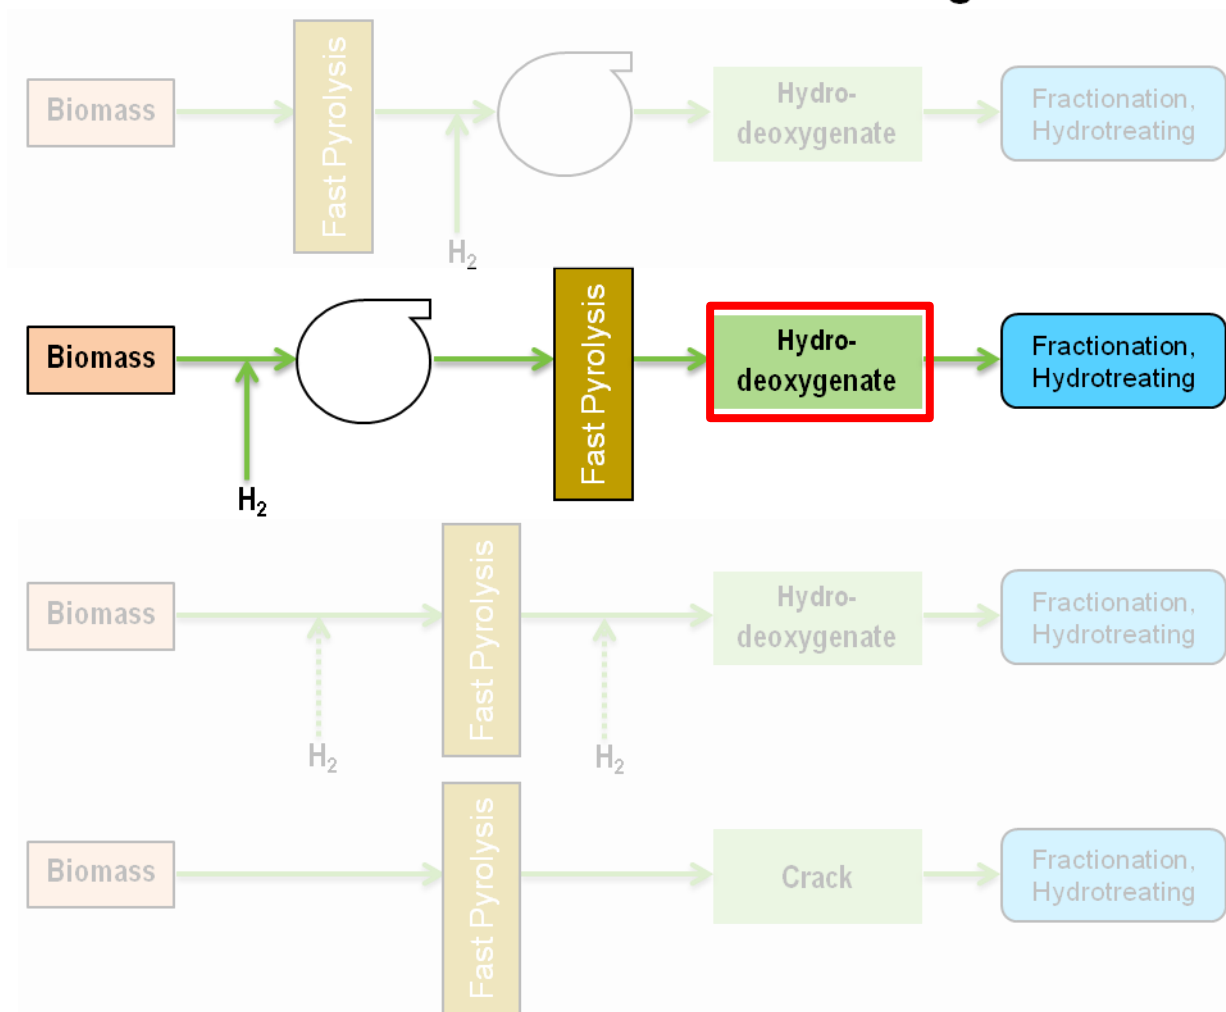 Biomass
Fast Pyrolysis
H₂
Hydro-
deoxygenate
Fractionation,
Hydrotreating
Biomass
H₂
Fast Pyrolysis
Hydro-
deoxygenate
Fractionation,
Hydrotreating
Biomass
H₂
Fast Pyrolysis
H₂
Hydro-
deoxygenate
Fractionation,
Hydrotreating
Biomass
Fast Pyrolysis
Crack
Fractionation,
Hydrotreating